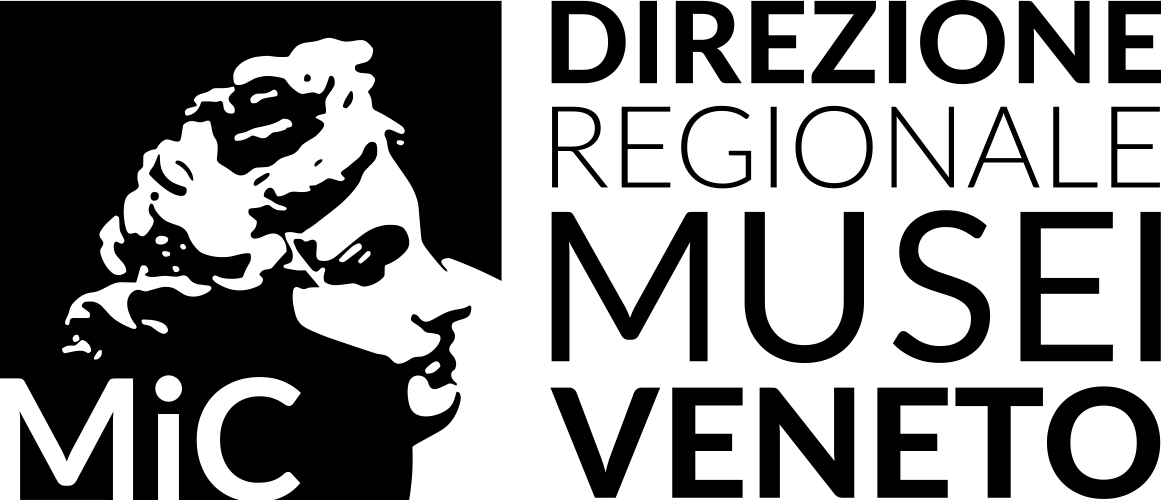 MiC
DIREZIONE
REGIONALE
MUSEI
VENETO